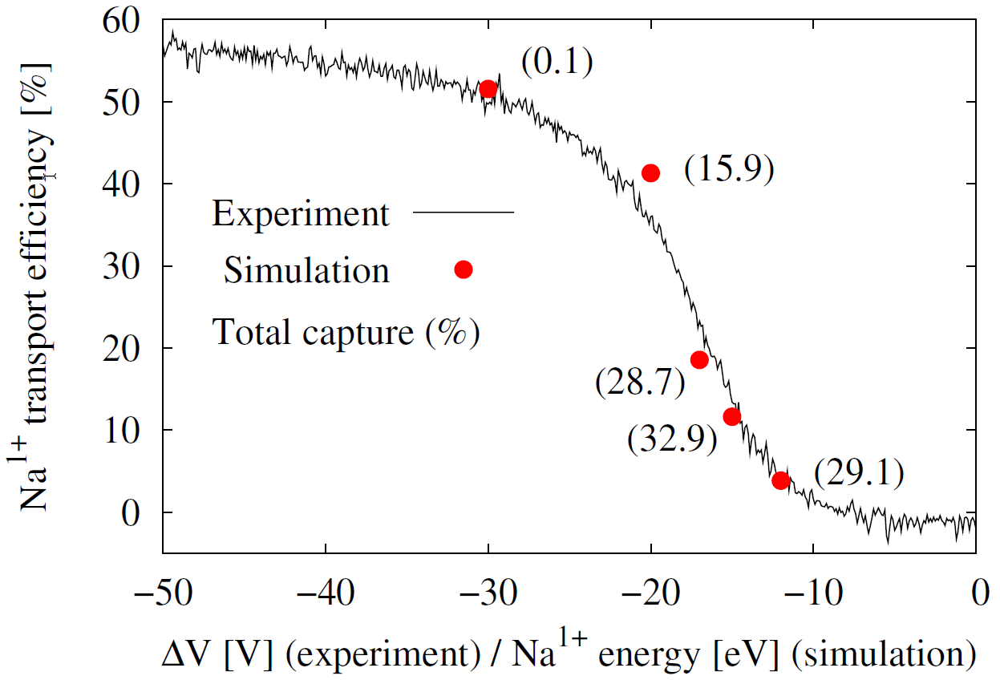 60
50
40
30
20
10
0
Na1+ transport efficiency [%]
(0.1)
(15.9)
Experiment
Simulation
Total capture (%)
(28.7)
(32.9)
(29.1)
−50 −40 −30 −20 −10 0
ΔV [V] (experiment) / Na1+ energy [eV] (simulation)